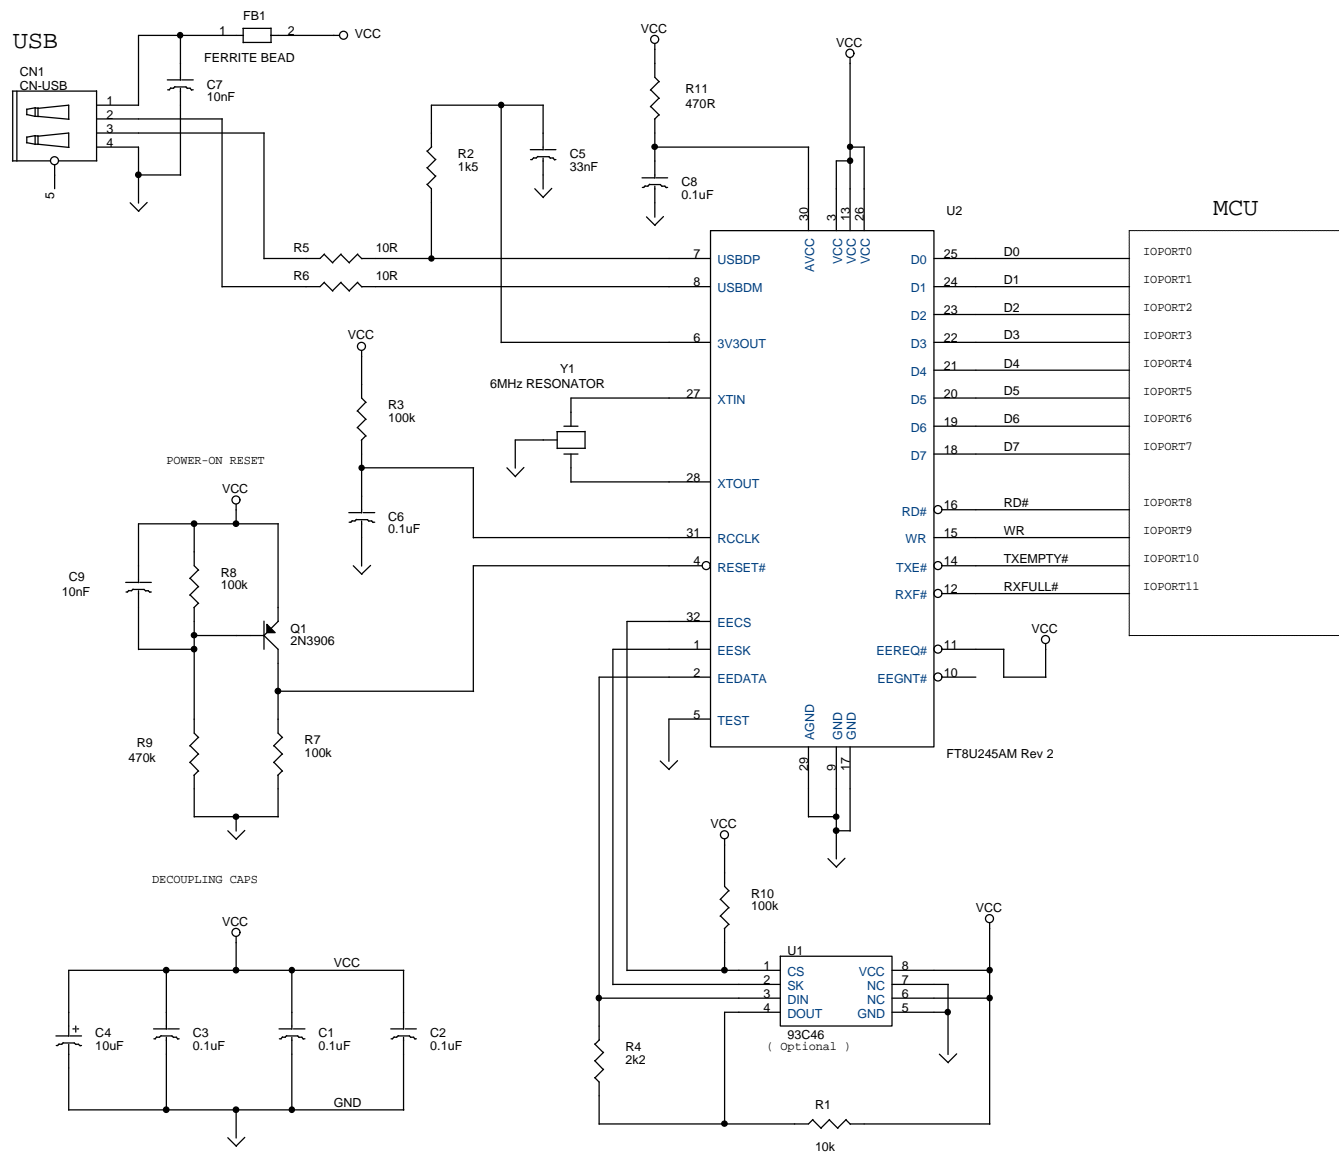 USB
FB1
1 2
VCC
FERRITE BEAD
CN1
CN-USB
1
2
3
4
5
C7
10nF
R2
1k5
C5
33nF
VCC
R11
470R
C8
0.1uF
VCC
30
3
13
26
U2
MCU
R5 10R
R6 10R
7 USBDP
8 USBDM
6 3V3OUT
27 XTIN
28 XTOUT
31 RCCLK
4 RESET#
32 EECS
1 EESK
2 EEDATA
5 TEST
AVCC
VCC
VCC
VCC
D0 25 D0 IOPORT0
D1 24 D1 IOPORT1
D2 23 D2 IOPORT2
D3 22 D3 IOPORT3
D4 21 D4 IOPORT4
D5 20 D5 IOPORT5
D6 19 D6 IOPORT6
D7 18 D7 IOPORT7
RD# 16 RD# IOPORT8
WR 15 WR IOPORT9
TXE# 14 TXEMPTY# IOPORT10
RXF# 12 RXFULL# IOPORT11
EEREQ# 11
VCC
EEGNT# 10
AGND
GND
GND
29
9
17
FT8U245AM Rev 2
Y1
6MHz RESONATOR
VCC
R3
100k
C6
0.1uF
POWER-ON RESET
VCC
C9
10nF
R8
100k
Q1
2N3906
R9
470k
R7
100k
DECOUPLING CAPS
VCC
VCC
+
C4
10uF
C3
0.1uF
C1
0.1uF
C2
0.1uF
GND
VCC
R10
100k
VCC
U1
1 CS VCC 8
2 SK NC 7
3 DIN NC 6
4 DOUT GND 5
93C46
( Optional )
R4
2k2
R1
10k